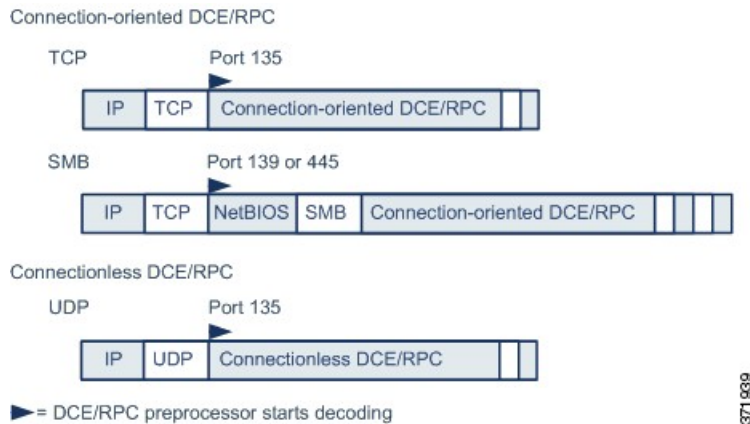 Connection-oriented DCE/RPC
TCP Port 135
IP TCP Connection-oriented DCE/RPC
SMB Port 139 or 445
IP TCP NetBIOS SMB Connection-oriented DCE/RPC
Connectionless DCE/RPC
UDP Port 135
IP UDP Connectionless DCE/RPC
= DCE/RPC preprocessor starts decoding
371939